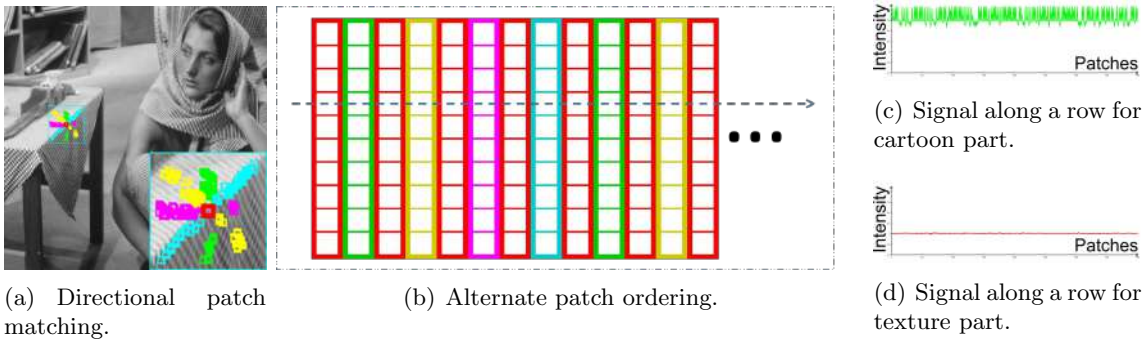 Intensity
Patches
(c) Signal along a row for
cartoon part.
Intensity
Patches
(a) Directional patch
matching.
(b) Alternate patch ordering.
(d) Signal along a row for
texture part.